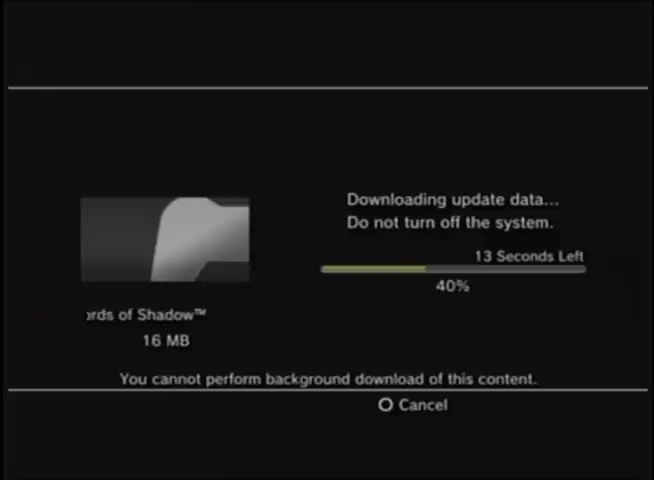 Downloading update data...
Do not turn off the system.
13 Seconds Left
40%
ords of Shadow™
16 MB
You cannot perform background download of this content.
Cancel